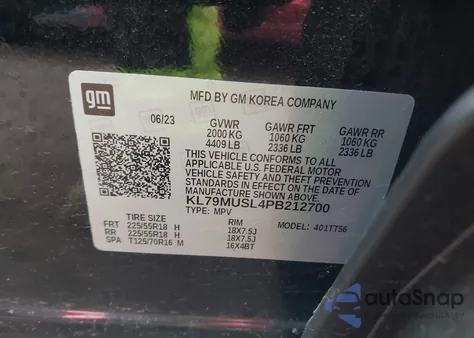 gm
MFD BY GM KOREA COMPANY
06/23
GVWR GAWR FRT GAWR RR
2000 KG 1060 KG 1060 KG
4409 LB 2336 LB 2336 LB
THIS VEHICLE CONFORMS TO ALL
APPLICABLE U.S. FEDERAL MOTOR
VEHICLE SAFETY AND THEFT PREVENTION
STANDARDS IN EFFECT ON THE DATE OF
MANUFACTURE SHOWN ABOVE.
KL79MUSL4PB212700
TYPE: MPV MODEL: 401TT56
TIRE SIZE RIM
FRT 225/55R18 H 18X7.5J
RR 225/55R18 H 18X7.5J
SPA T125/70R16 M 16X4BT
autoSnap